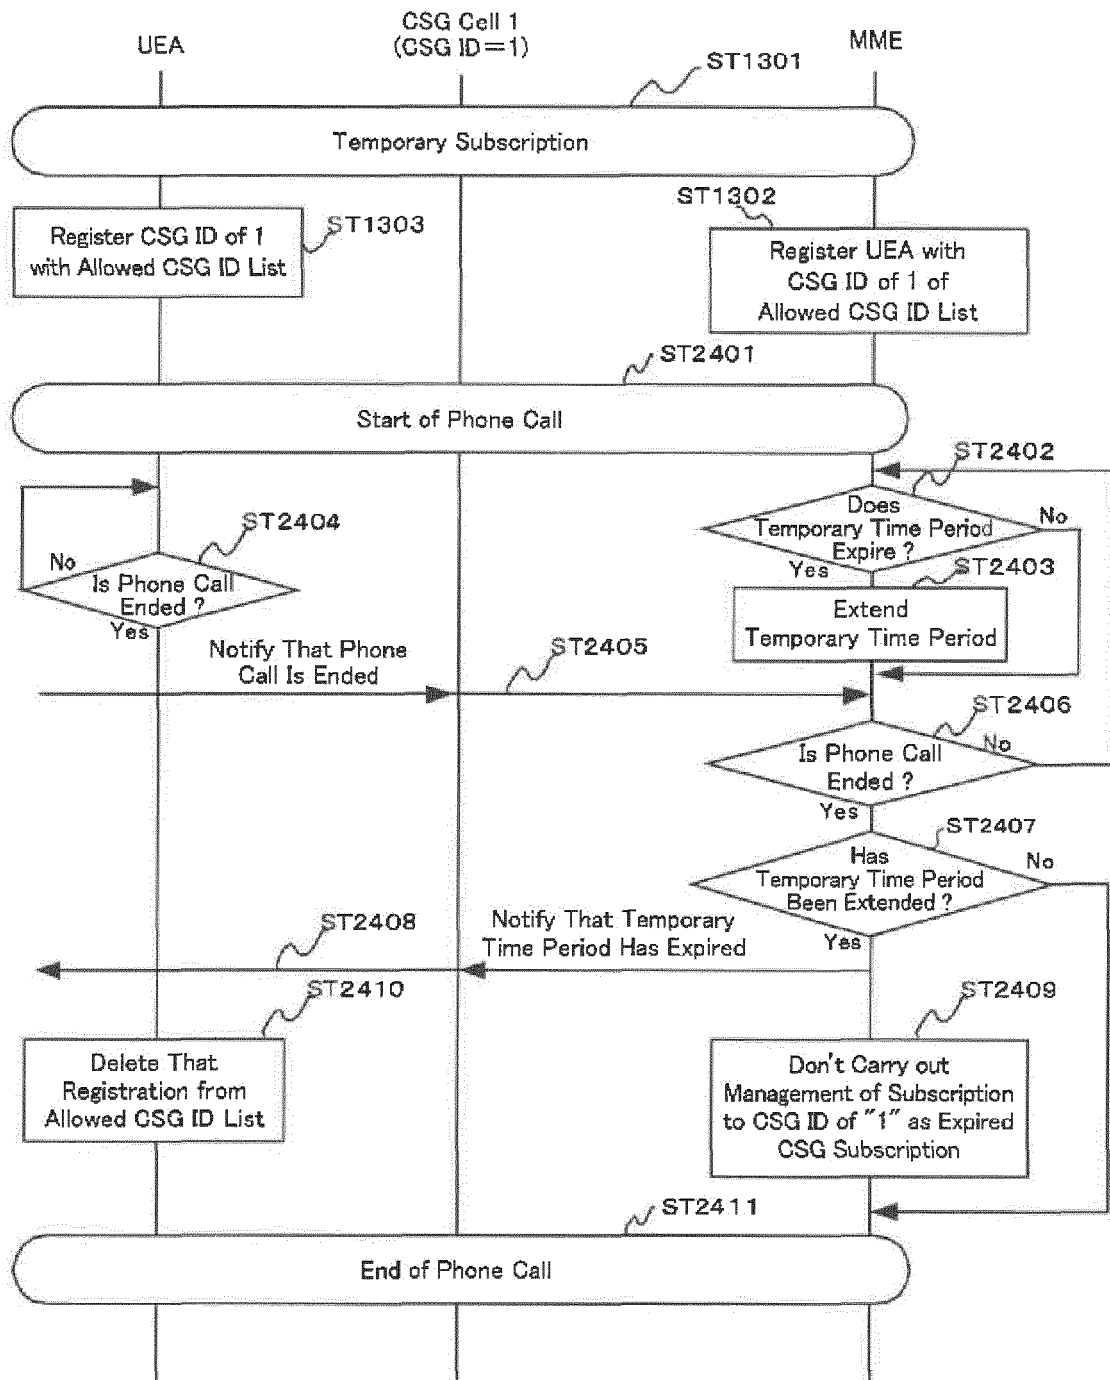 UEA
CSG Cell 1
(CSG ID=1)
MME
ST1301
Temporary Subscription
ST1302
ST1303
Register CSG ID of 1
with Allowed CSG ID List
Register UEA with
CSG ID of 1 of
Allowed CSG ID List
ST2401
Start of Phone Call
ST2402
Does
Temporary Time Period
Expire ?
No
Yes
ST2403
Extend
Temporary Time Period
ST2404
No
Is Phone Call
Ended ?
Yes
Notify That Phone
Call Is Ended
ST2405
ST2406
Is Phone Call
Ended ?
No
Yes
ST2407
Has
Temporary Time Period
Been Extended ?
No
Yes
Notify That Temporary
Time Period Has Expired
ST2408
ST2410
Delete That
Registration from
Allowed CSG ID List
ST2409
Don't Carry out
Management of Subscription
to CSG ID of "1" as Expired
CSG Subscription
ST2411
End of Phone Call